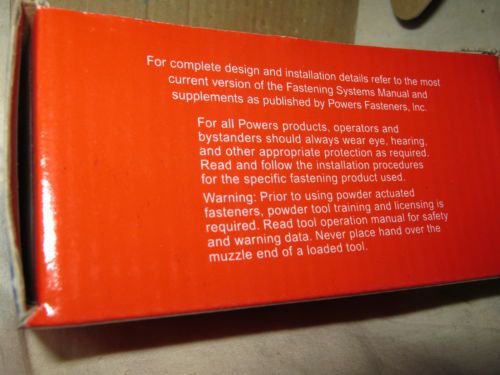 For complete design and installation details refer to the most
current version of the Fastening Systems Manual and
supplements as published by Powers Fasteners, Inc.
For all Powers products, operators and
bystanders should always wear eye, hearing,
and other appropriate protection as required.
Read and follow the installation procedures
for the specific fastening product used.
Warning: Prior to using powder actuated
fasteners, powder tool training and licensing is
required. Read tool operation manual for safety
and warning data. Never place hand over the
muzzle end of a loaded tool.